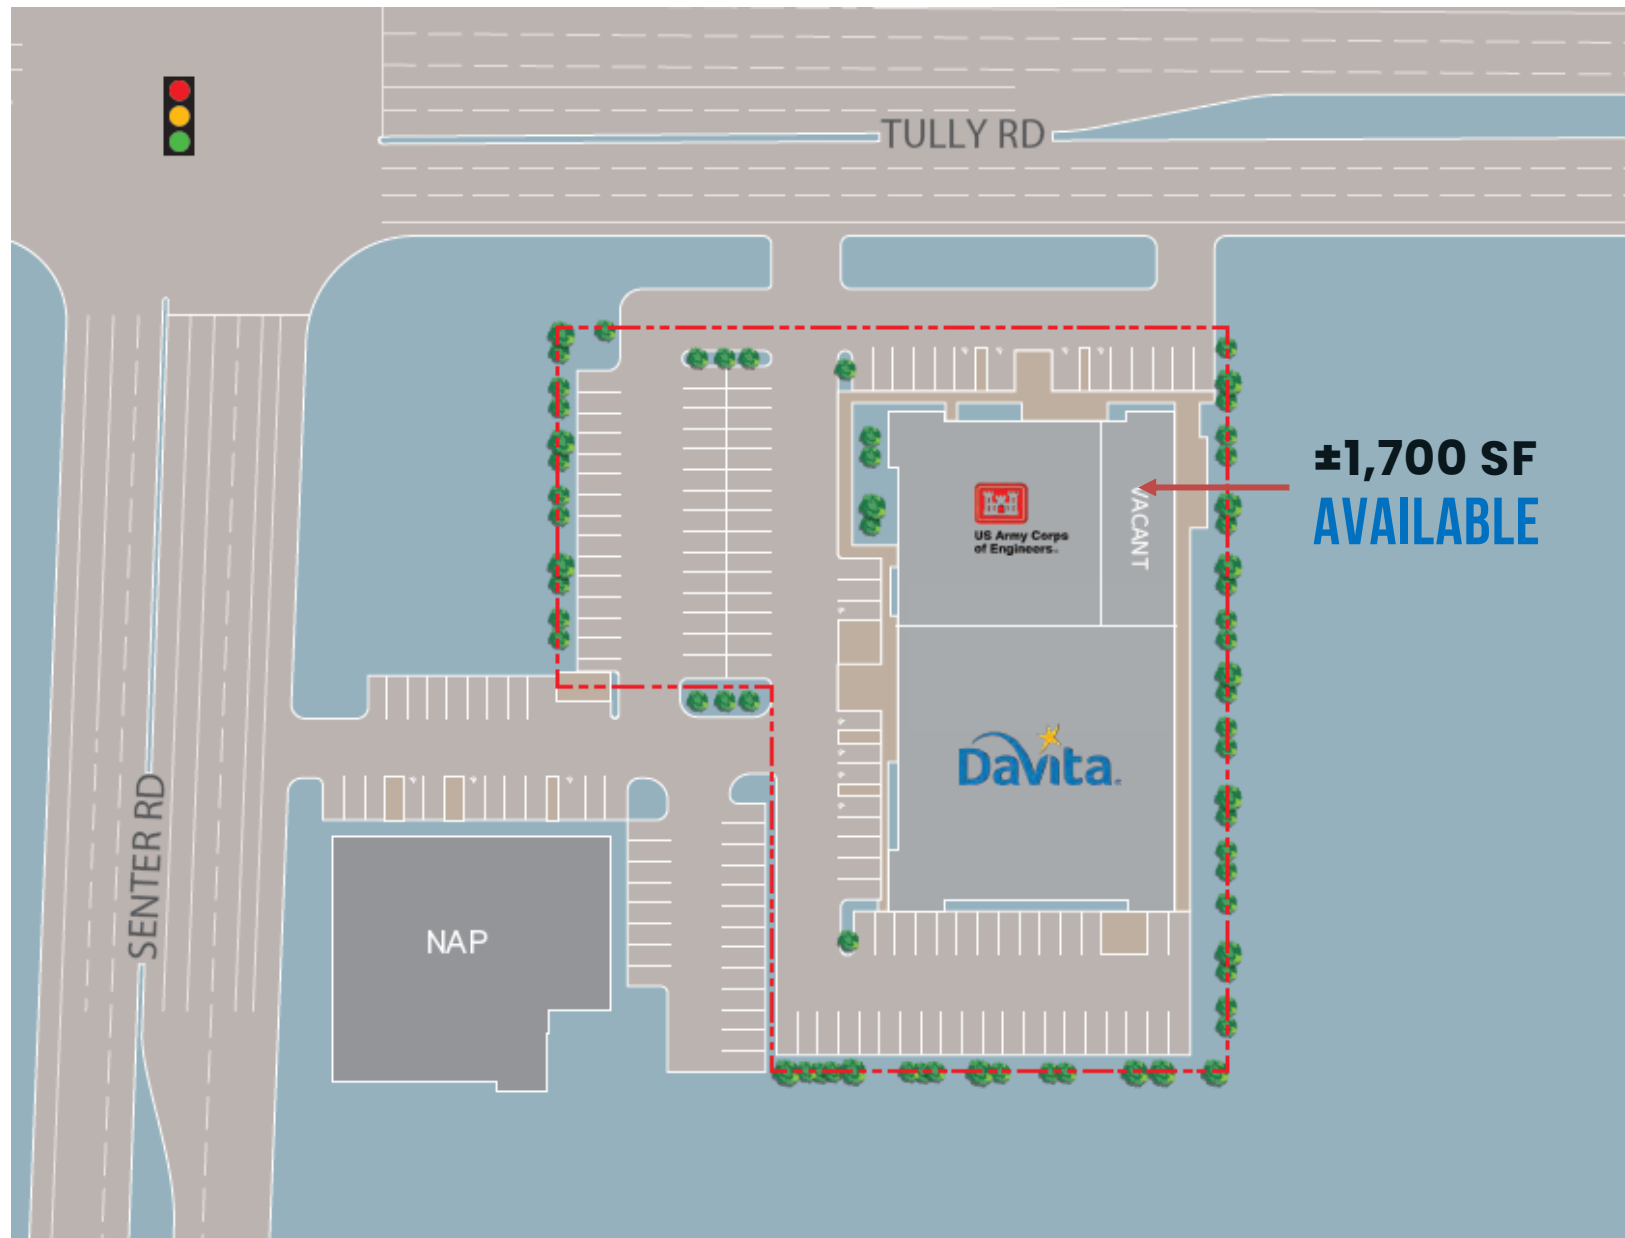 TULLY RD
±1,700 SF
AVAILABLE
VACANT
US Army Corps
of Engineers
DaVita
SENTER RD
NAP